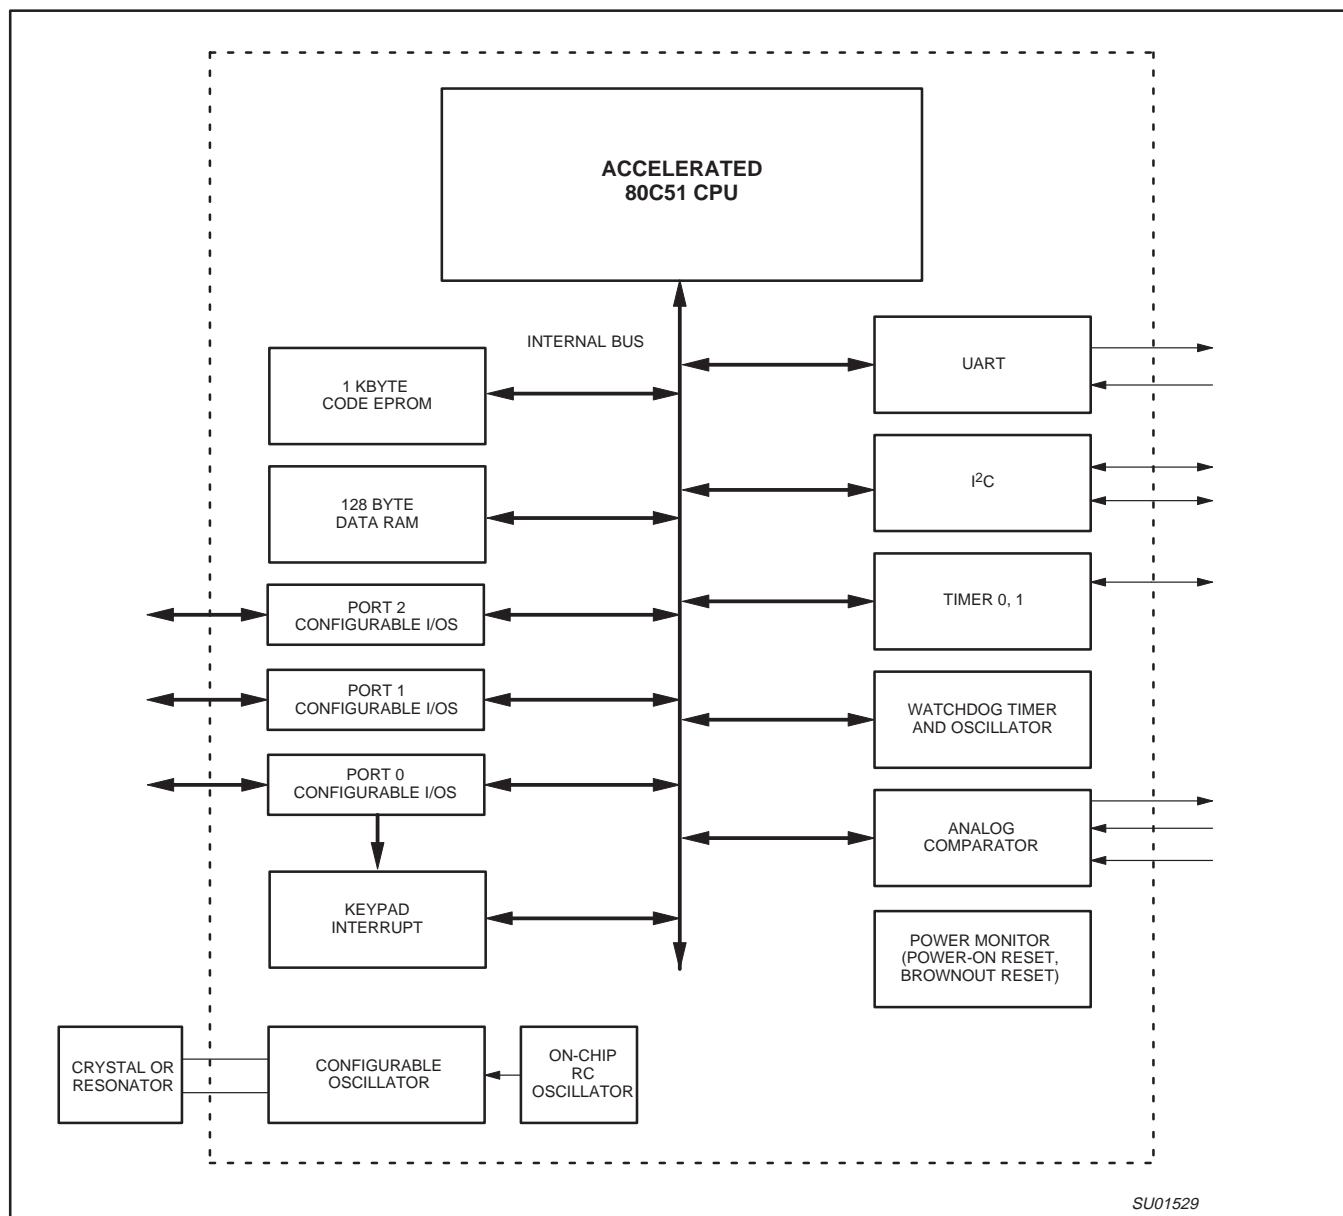 ACCELERATED
80C51 CPU
INTERNAL BUS
1 KBYTE
CODE EPROM
128 BYTE
DATA RAM
PORT 2
CONFIGURABLE I/OS
PORT 1
CONFIGURABLE I/OS
PORT 0
CONFIGURABLE I/OS
KEYPAD
INTERRUPT
CRYSTAL OR
RESONATOR
CONFIGURABLE
OSCILLATOR
ON-CHIP
RC
OSCILLATOR
UART
I²C
TIMER 0, 1
WATCHDOG TIMER
AND OSCILLATOR
ANALOG
COMPARATOR
POWER MONITOR
(POWER-ON RESET,
BROWNOUT RESET)
SU01529